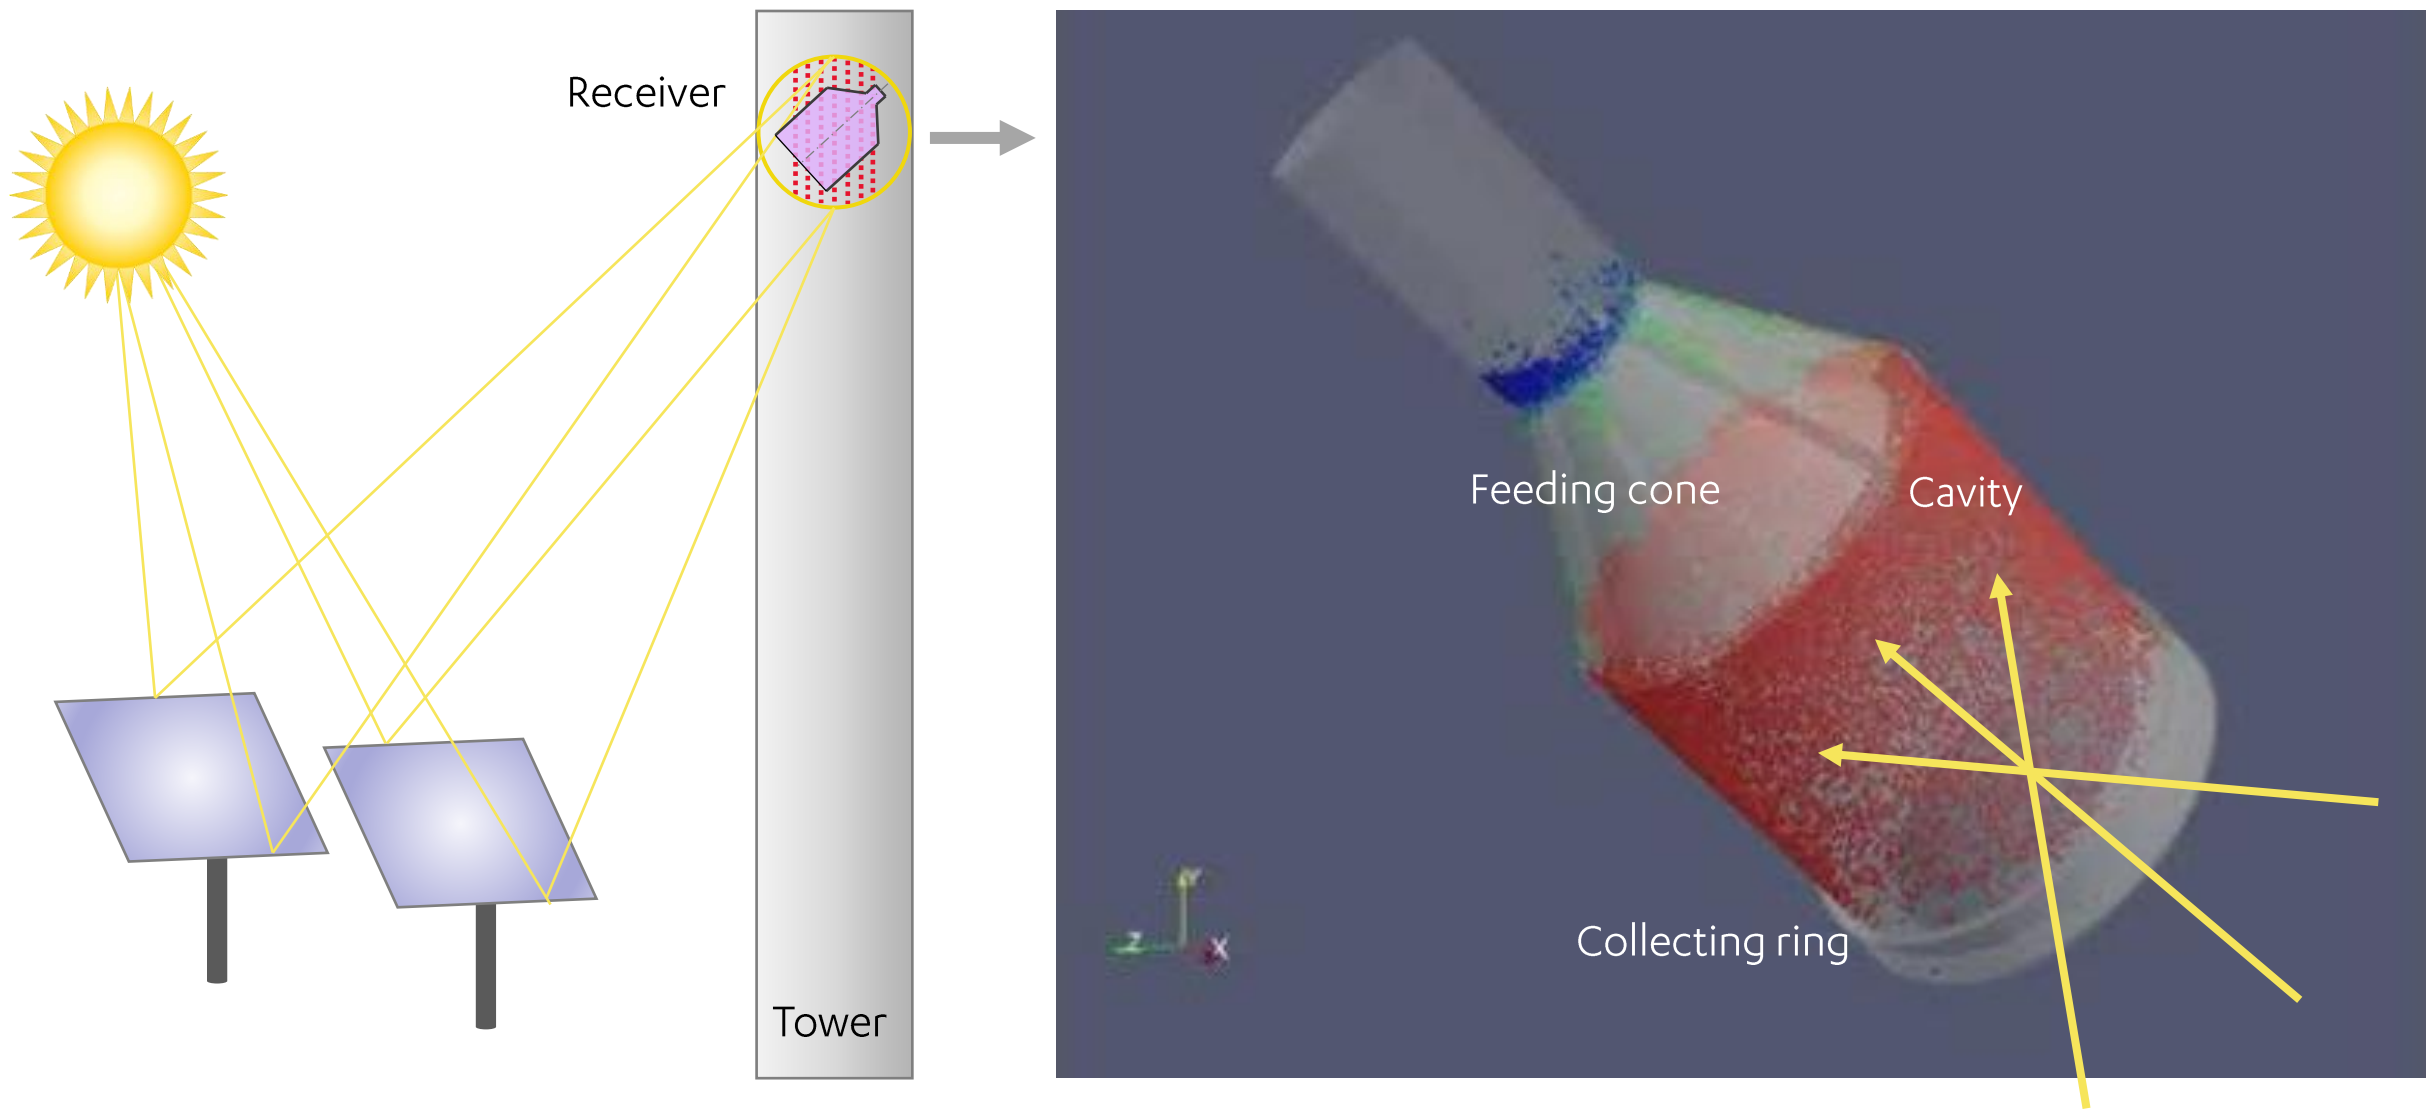 Receiver
Tower
Feeding cone
Cavity
Collecting ring
Y
Z
X